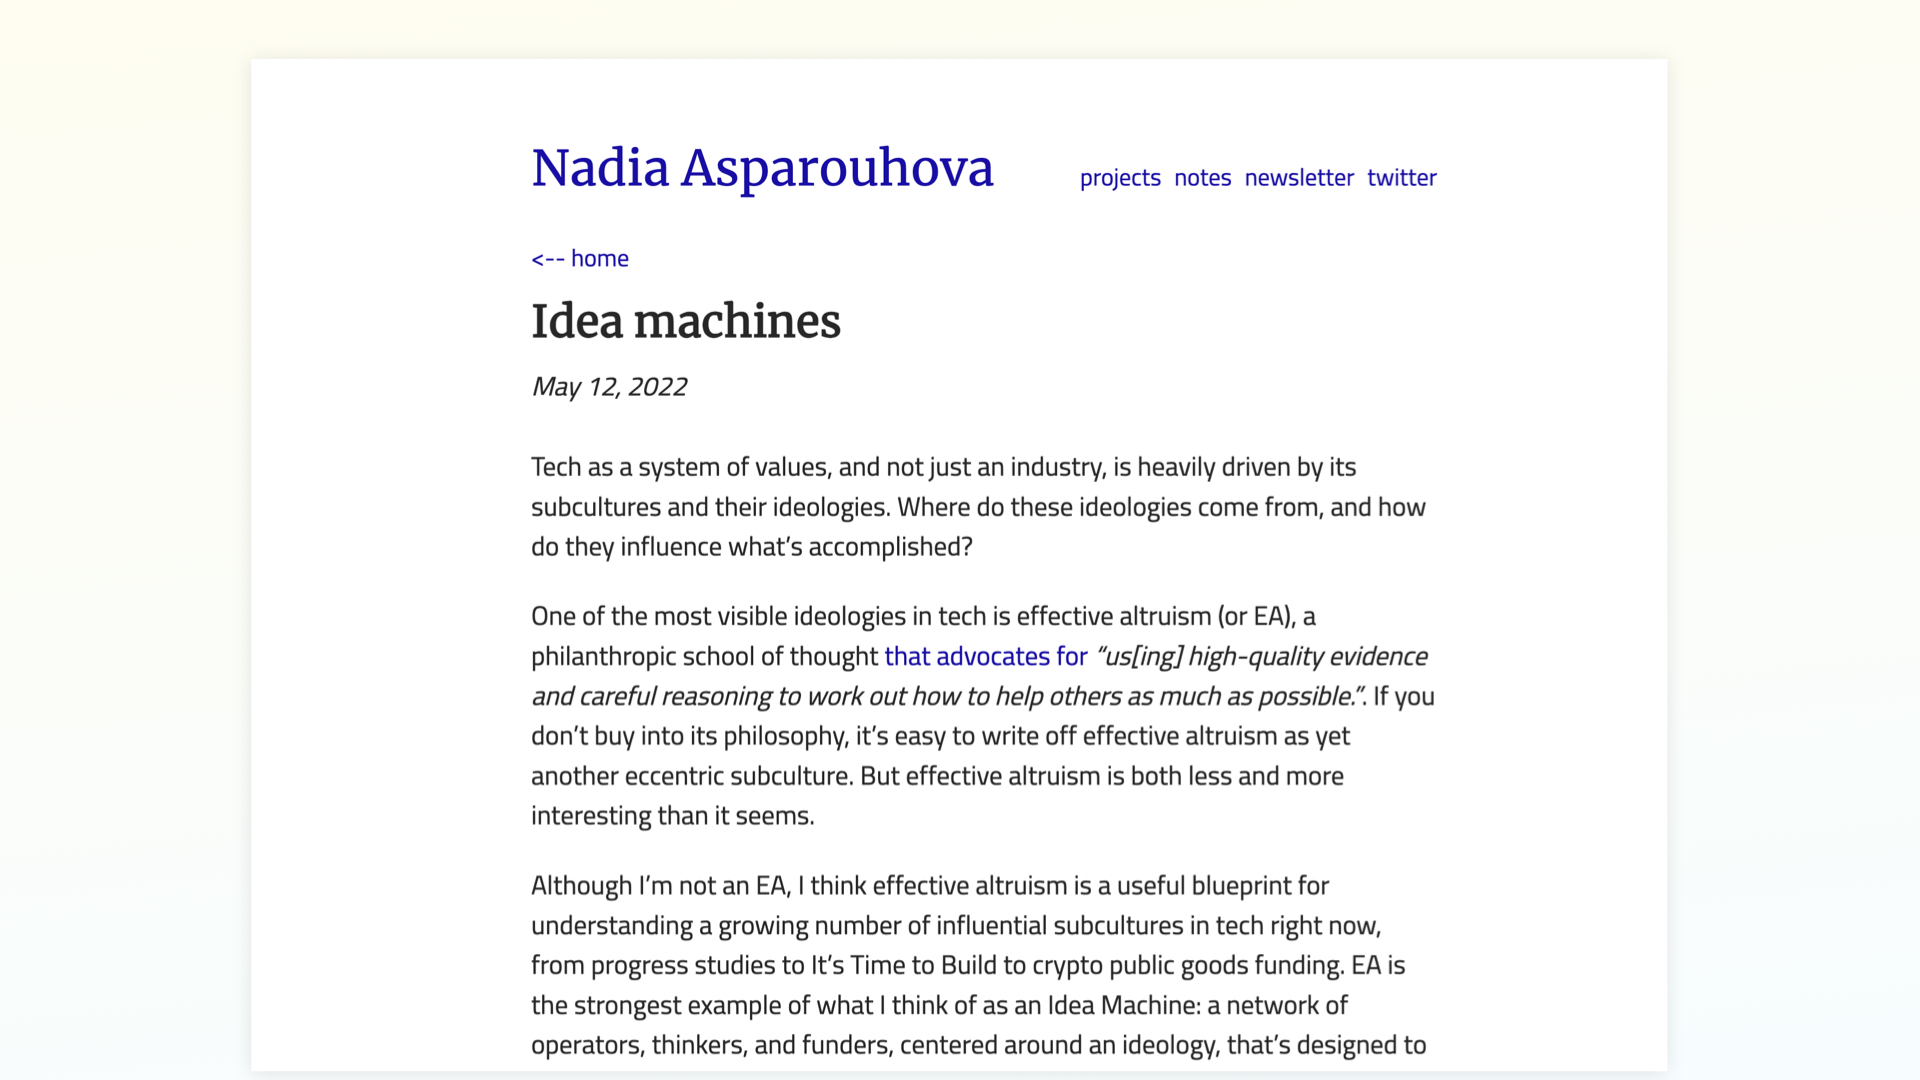 Nadia Asparouhova
projects notes newsletter twitter
<-- home
Idea machines
May 12, 2022
Tech as a system of values, and not just an industry, is heavily driven by its
subcultures and their ideologies. Where do these ideologies come from, and how
do they influence what’s accomplished?
One of the most visible ideologies in tech is effective altruism (or EA), a
philanthropic school of thought that advocates for “us[ing] high-quality evidence
and careful reasoning to work out how to help others as much as possible.”. If you
don’t buy into its philosophy, it’s easy to write off effective altruism as yet
another eccentric subculture. But effective altruism is both less and more
interesting than it seems.
Although I’m not an EA, I think effective altruism is a useful blueprint for
understanding a growing number of influential subcultures in tech right now,
from progress studies to It’s Time to Build to crypto public goods funding. EA is
the strongest example of what I think of as an Idea Machine: a network of
operators, thinkers, and funders, centered around an ideology, that’s designed to